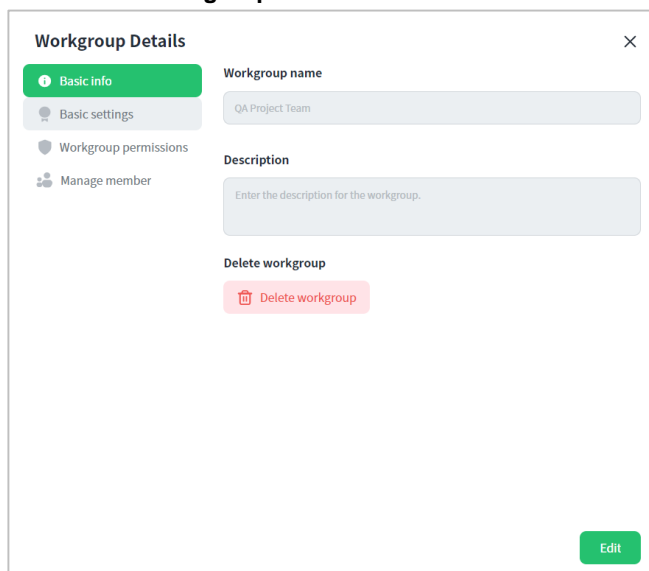 Workgroup Details
Basic info
Basic settings
Workgroup permissions
Manage member
Workgroup name
QA Project Team
Description
Enter the description for the workgroup.
Delete workgroup
Delete workgroup
Edit